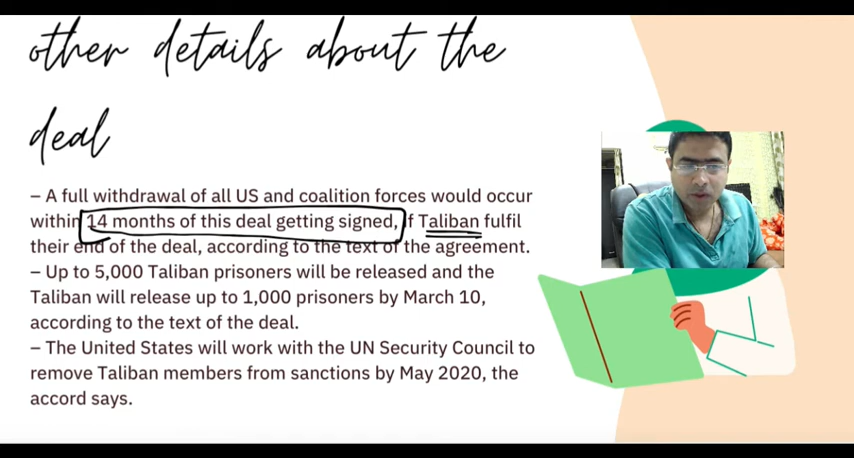 other details about the
deal
– A full withdrawal of all US and coalition forces would occur
within 14 months of this deal getting signed, if Taliban fulfil
their end of the deal, according to the text of the agreement.
– Up to 5,000 Taliban prisoners will be released and the
Taliban will release up to 1,000 prisoners by March 10,
according to the text of the deal.
– The United States will work with the UN Security Council to
remove Taliban members from sanctions by May 2020, the
accord says.